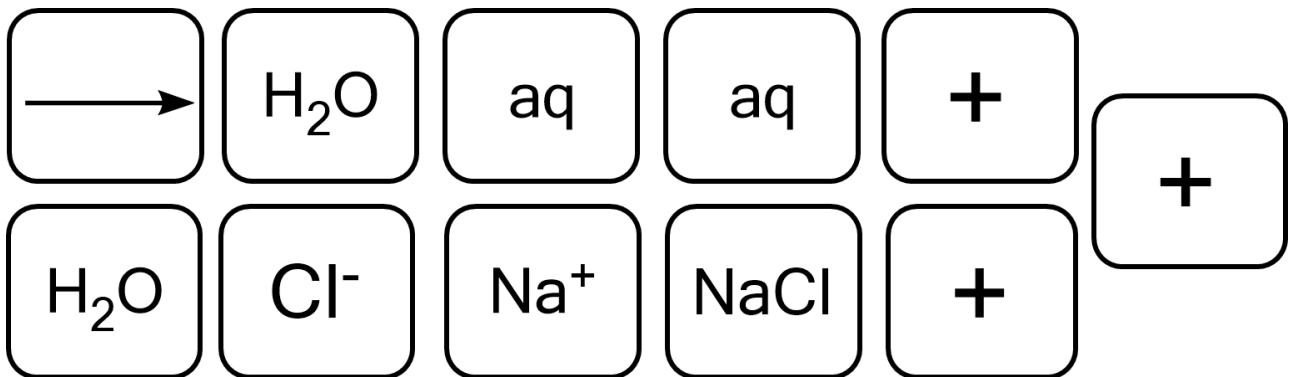 → H₂O aq aq +
+
H₂O Cl⁻ Na⁺ NaCl +